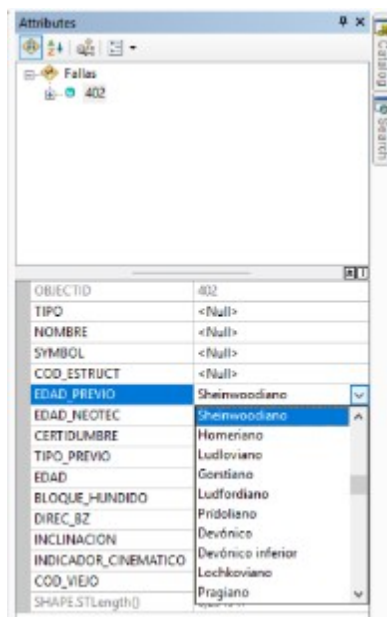 Attributes
Catalog
Search
Fallas
402
OBJECTID 402
TIPO <Null>
NOMBRE <Null>
SYMBOL <Null>
COD_ESTRUCT <Null>
EDAD_PREVIO Sheinwoodiano
EDAD_NEOTEC Sheinwoodiano
CERTIDUMBRE Homeriano
TIPO_PREVIO Ludloviano
EDAD Gorstiano
BLOQUE_HUNDIDO Ludfordiano
DIREC_BZ Pridoliano
INCLINACION Devónico
INDICADOR_CINEMATICO Devónico inferior
COD_VIEJO Lochkoviano
Pragiano
SHAPE.STLength()